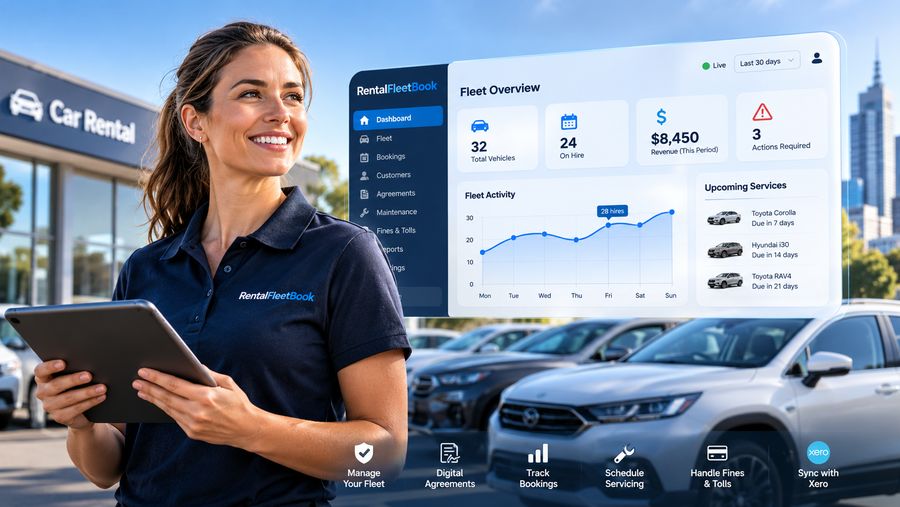 Car Rental
RentalFleetBook
RentalFleetBook
Dashboard
Fleet
Bookings
Customers
Agreements
Maintenance
Fines & Tolls
Fleet Overview
Live
Last 30 days
32
Total Vehicles
24
On Hire
$
$8,450
Revenue (This Period)
3
Actions Required
Fleet Activity
28 hires
30
20
10
0
Mon
Tue
Wed
Thu
Fri
Sat
Sun
Upcoming Services
Toyota Corolla
Due in 7 days
Hyundai i30
Due in 14 days
Toyota RAV4
Due in 21 days
Manage
Your Fleet
Digital
Agreements
Track
Bookings
Schedule
Servicing
Handle Fines
& Tolls
xero
Sync with
Xero